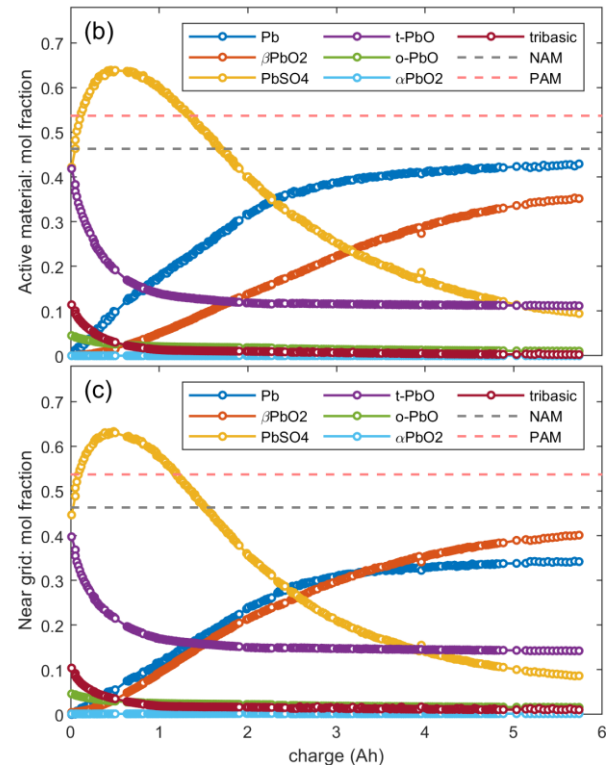 (b)
Pb t-PbO tribasic
βPbO2 o-PbO NAM
PbSO4 αPbO2 PAM
Active material: mol fraction
0.7
0.6
0.5
0.4
0.3
0.2
0.1
0
(c)
Pb t-PbO tribasic
βPbO2 o-PbO NAM
PbSO4 αPbO2 PAM
Near grid: mol fraction
0.7
0.6
0.5
0.4
0.3
0.2
0.1
0
0 1 2 3 4 5 6
charge (Ah)